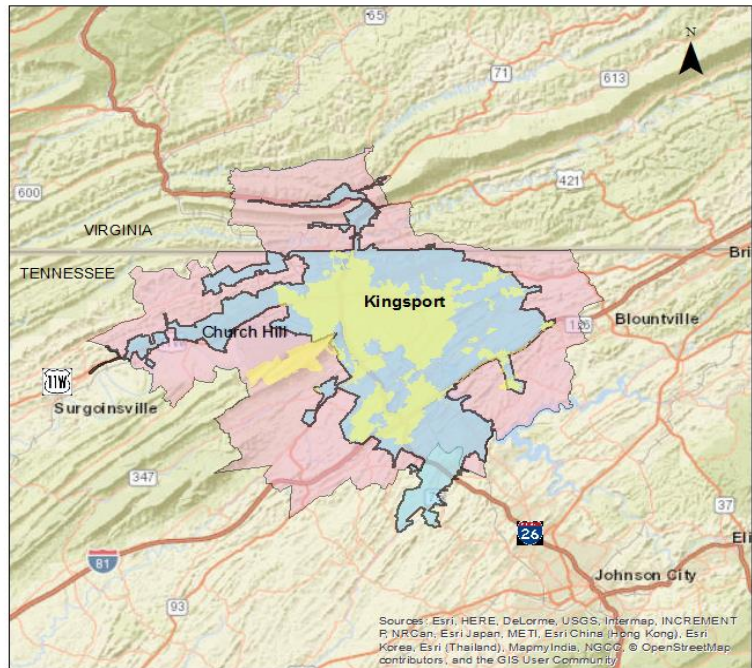 65
N
71
613
600
421
VIRGINIA
TENNESSEE
Kingsport
Church Hill
126
Blountville
11W
Surgoinsville
347
37
26
81
Johnson City
93
Sources: Esri, HERE, DeLorme, USGS, Intermap, INCREMENT
P, NRCan, Esri Japan, METI, Esri China (Hong Kong), Esri
Korea, Esri (Thailand), MapmyIndia, NGCC, © OpenStreetMap
contributors, and the GIS User Community